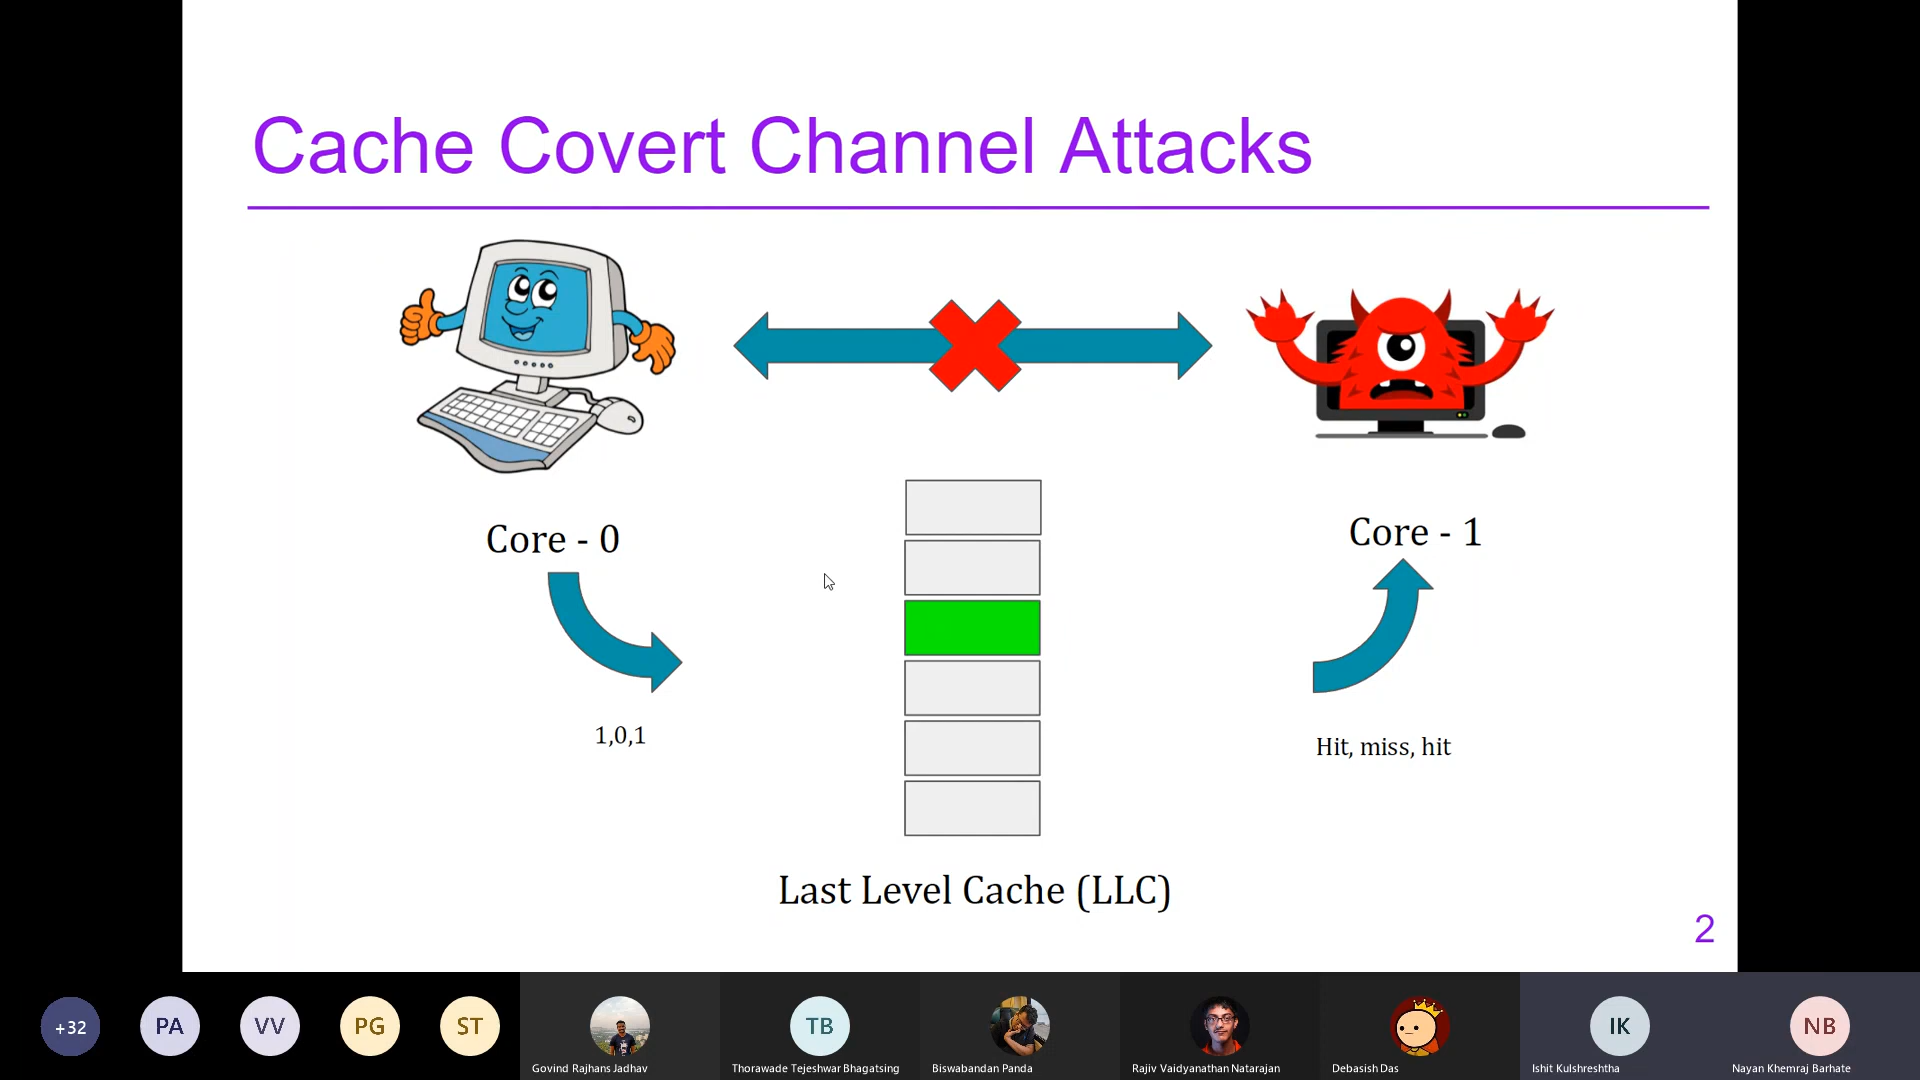 Cache Covert Channel Attacks
Core - 0
Core - 1
1,0,1
Hit, miss, hit
Last Level Cache (LLC)
2
+32
PA
VV
PG
ST
TB
IK
NB
Govind Rajhans Jadhav
Thorawade Tejeshwar Bhagatsing
Biswabandan Panda
Rajiv Vaidyanathan Natarajan
Debasish Das
Ishit Kulshreshtha
Nayan Khemraj Barhate